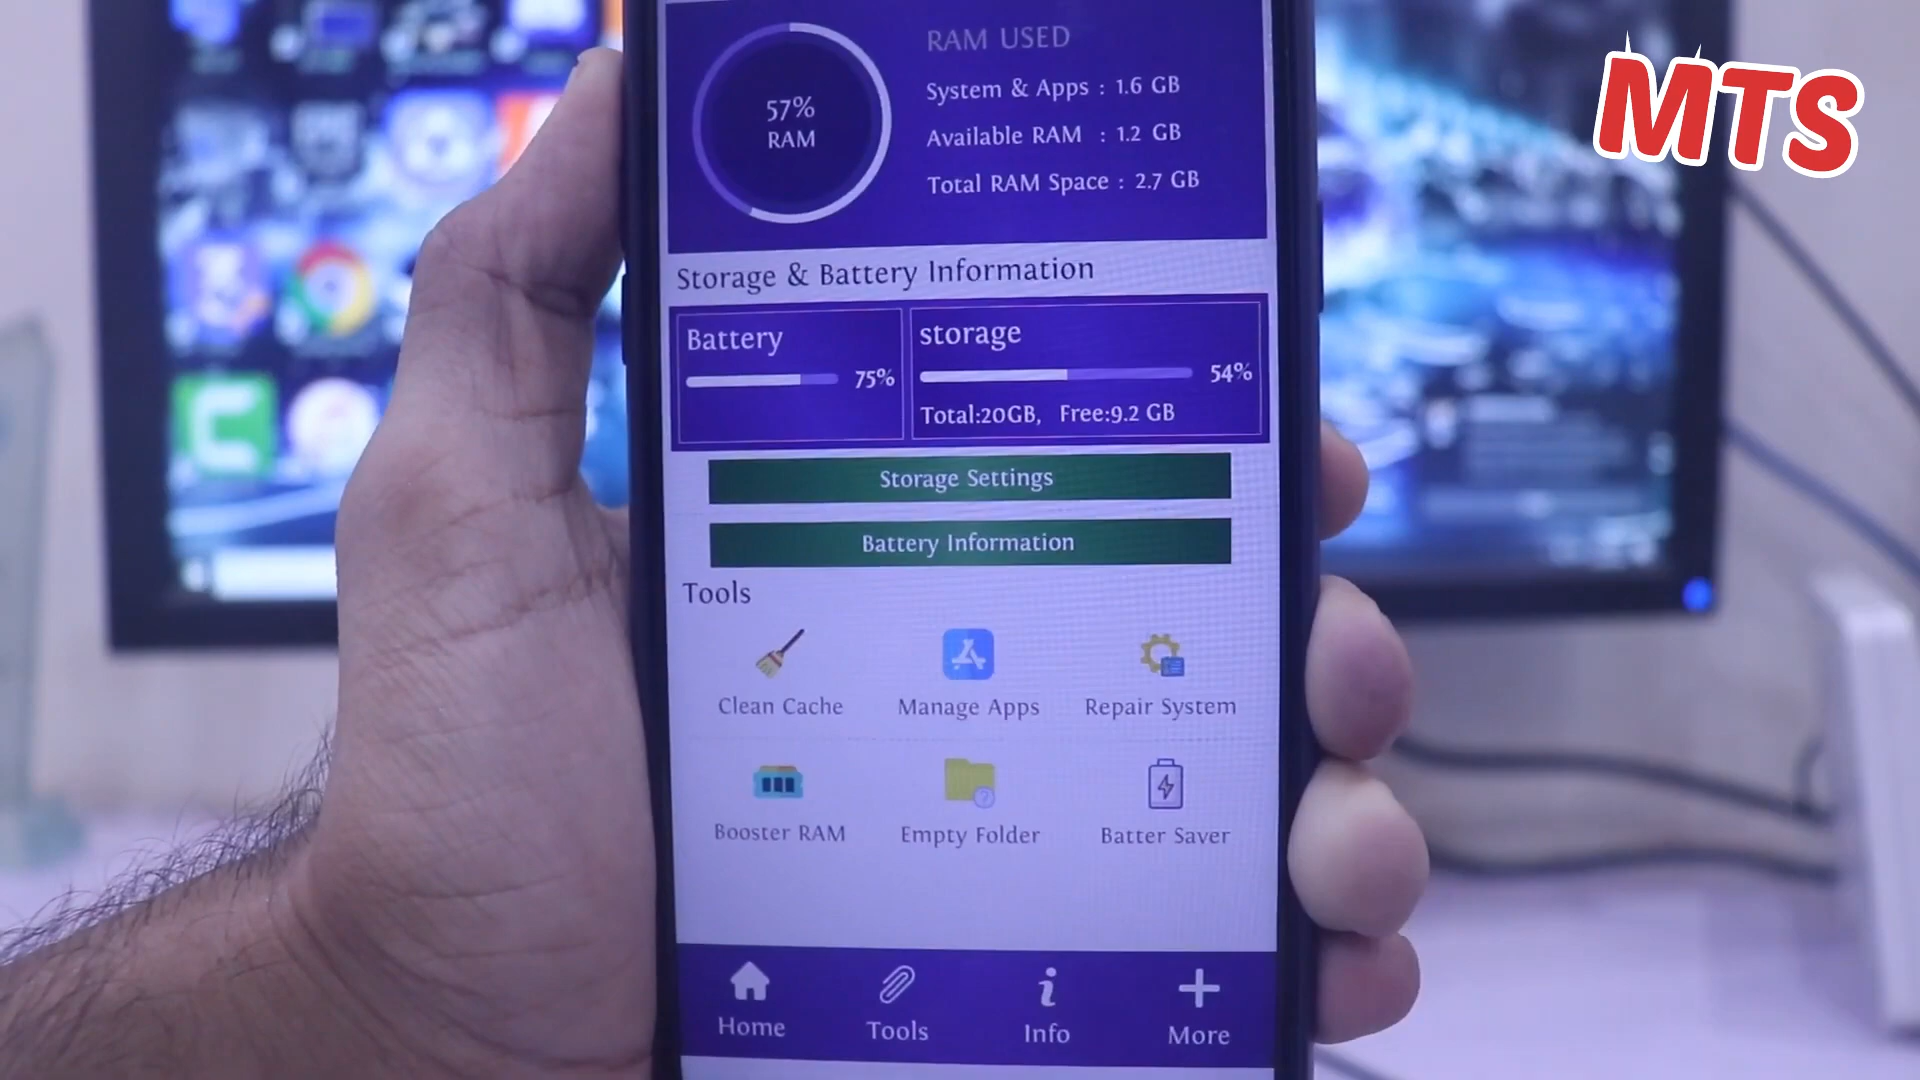 MTS
57%
RAM
RAM USED
System & Apps : 1.6 GB
Available RAM : 1.2 GB
Total RAM Space : 2.7 GB
Storage & Battery Information
Battery
75%
storage
54%
Total:20GB, Free:9.2 GB
Storage Settings
Battery Information
Tools
Clean Cache
Manage Apps
Repair System
Booster RAM
Empty Folder
Batter Saver
Home
Tools
Info
More